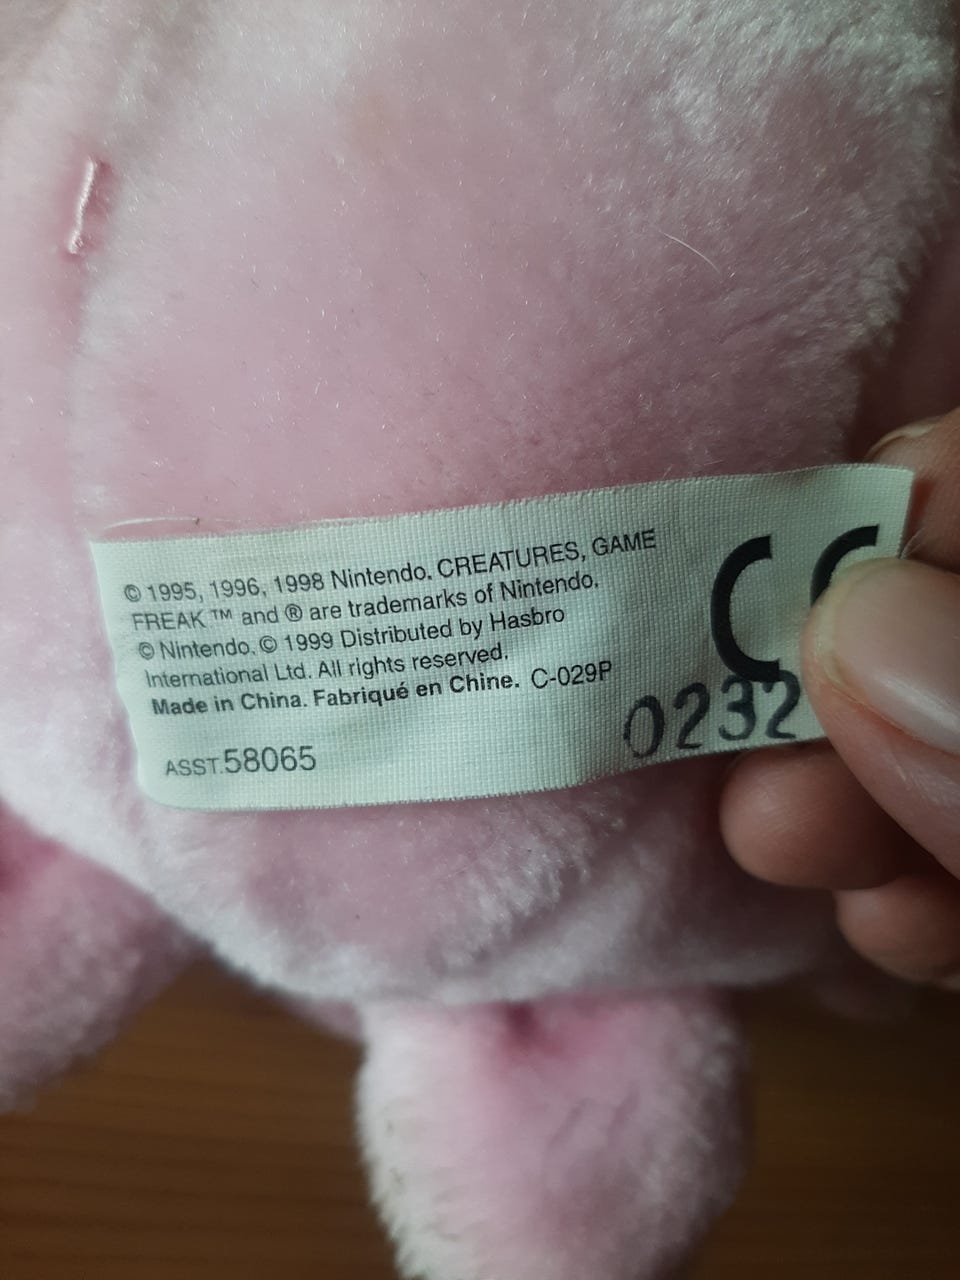 © 1995, 1996, 1998 Nintendo. CREATURES, GAME
FREAK ™ and ® are trademarks of Nintendo.
© Nintendo. © 1999 Distributed by Hasbro
International Ltd. All rights reserved.
Made in China. Fabriqué en Chine. C-029P
ASST.58065
CE
0232